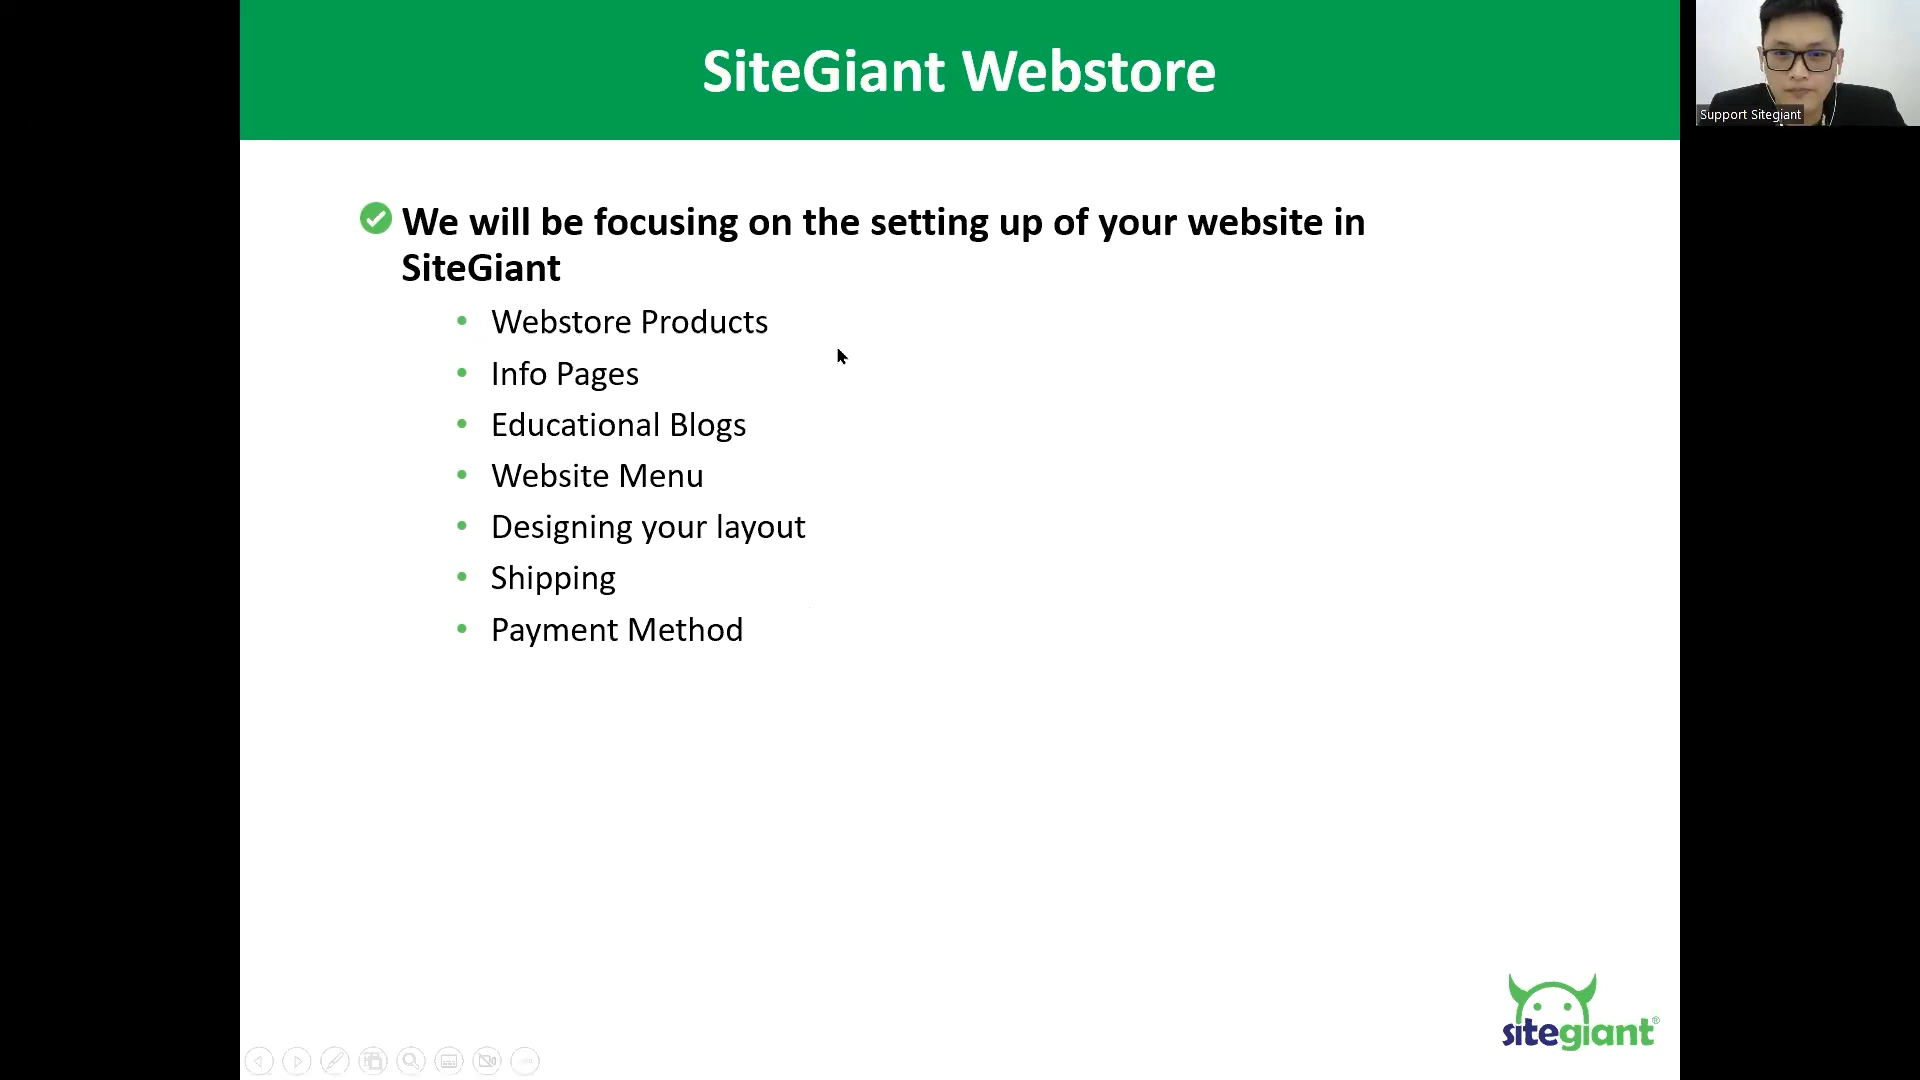 SiteGiant Webstore
Support Sitegiant
We will be focusing on the setting up of your website in
SiteGiant
• Webstore Products
• Info Pages
• Educational Blogs
• Website Menu
• Designing your layout
• Shipping
• Payment Method
sitegiant®